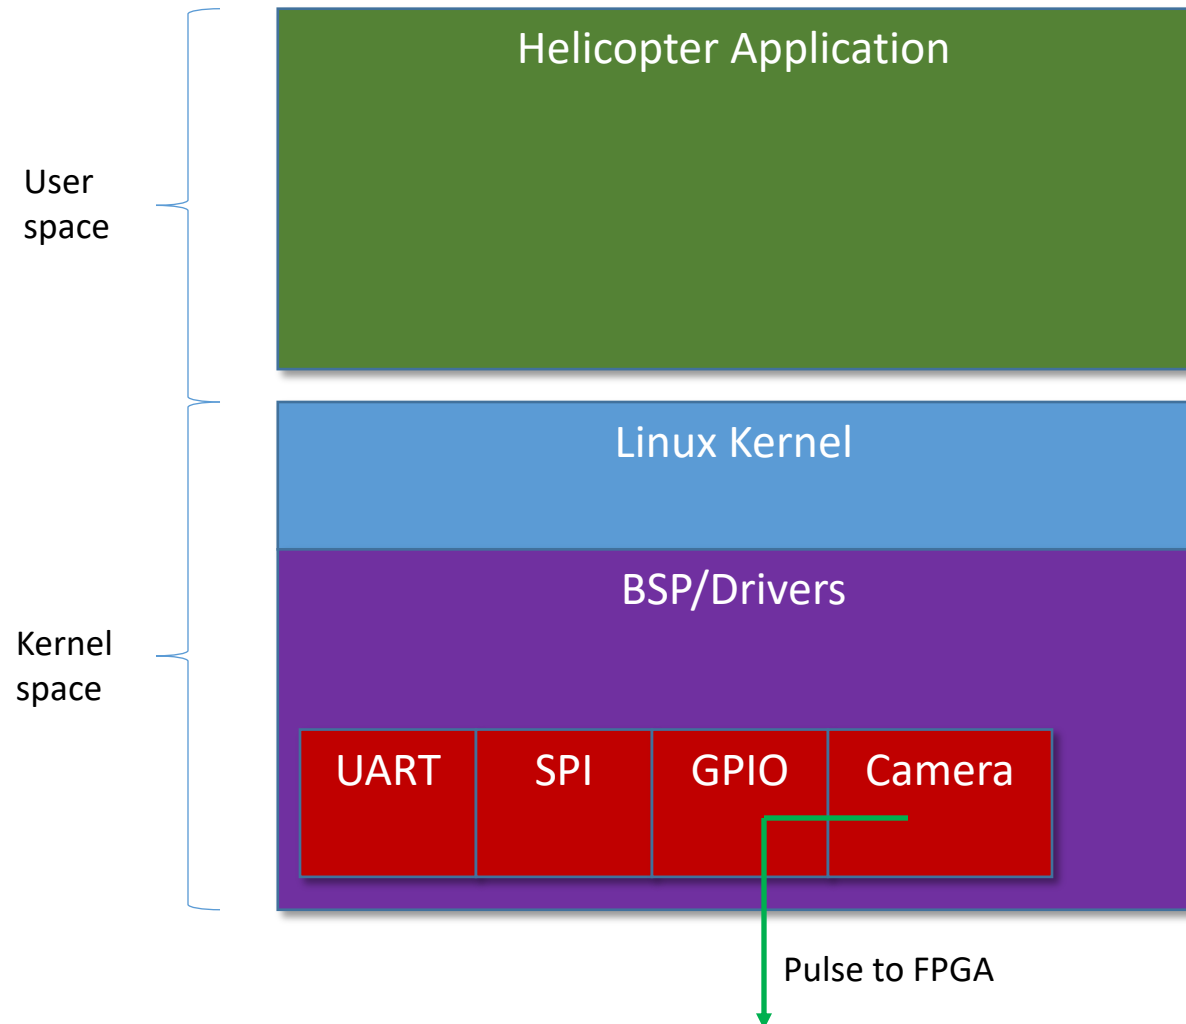 Helicopter Application
User
space
Linux Kernel
BSP/Drivers
Kernel
space
UART
SPI
GPIO
Camera
Pulse to FPGA